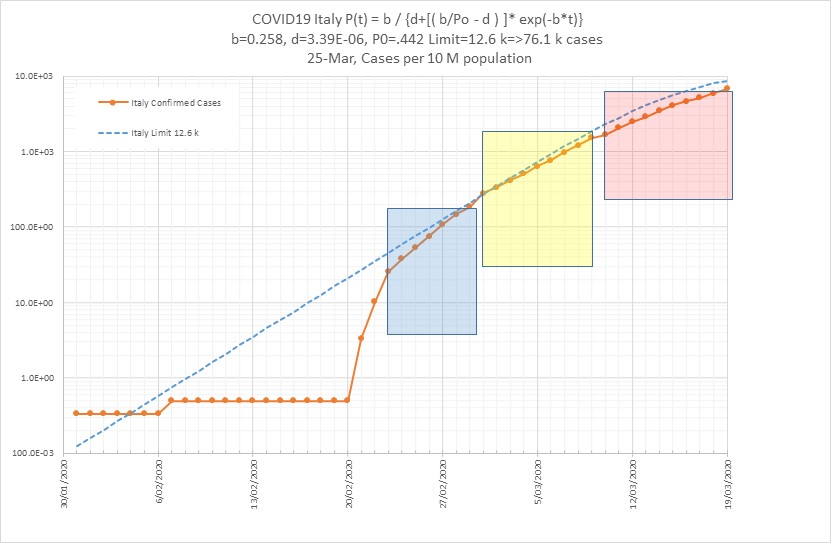 COVID19 Italy P(t) = b / {d+[( b/Po - d ) ]* exp(-b*t)}
b=0.258, d=3.39E-06, P0=.442 Limit=12.6 k=>76.1 k cases
25-Mar, Cases per 10 M population
10.0E+03
Italy Confirmed Cases
Italy Limit 12.6 k
1.0E+03
100.0E+00
10.0E+00
1.0E+00
100.0E-03
30/01/2020
6/02/2020
13/02/2020
20/02/2020
27/02/2020
5/03/2020
12/03/2020
19/03/2020